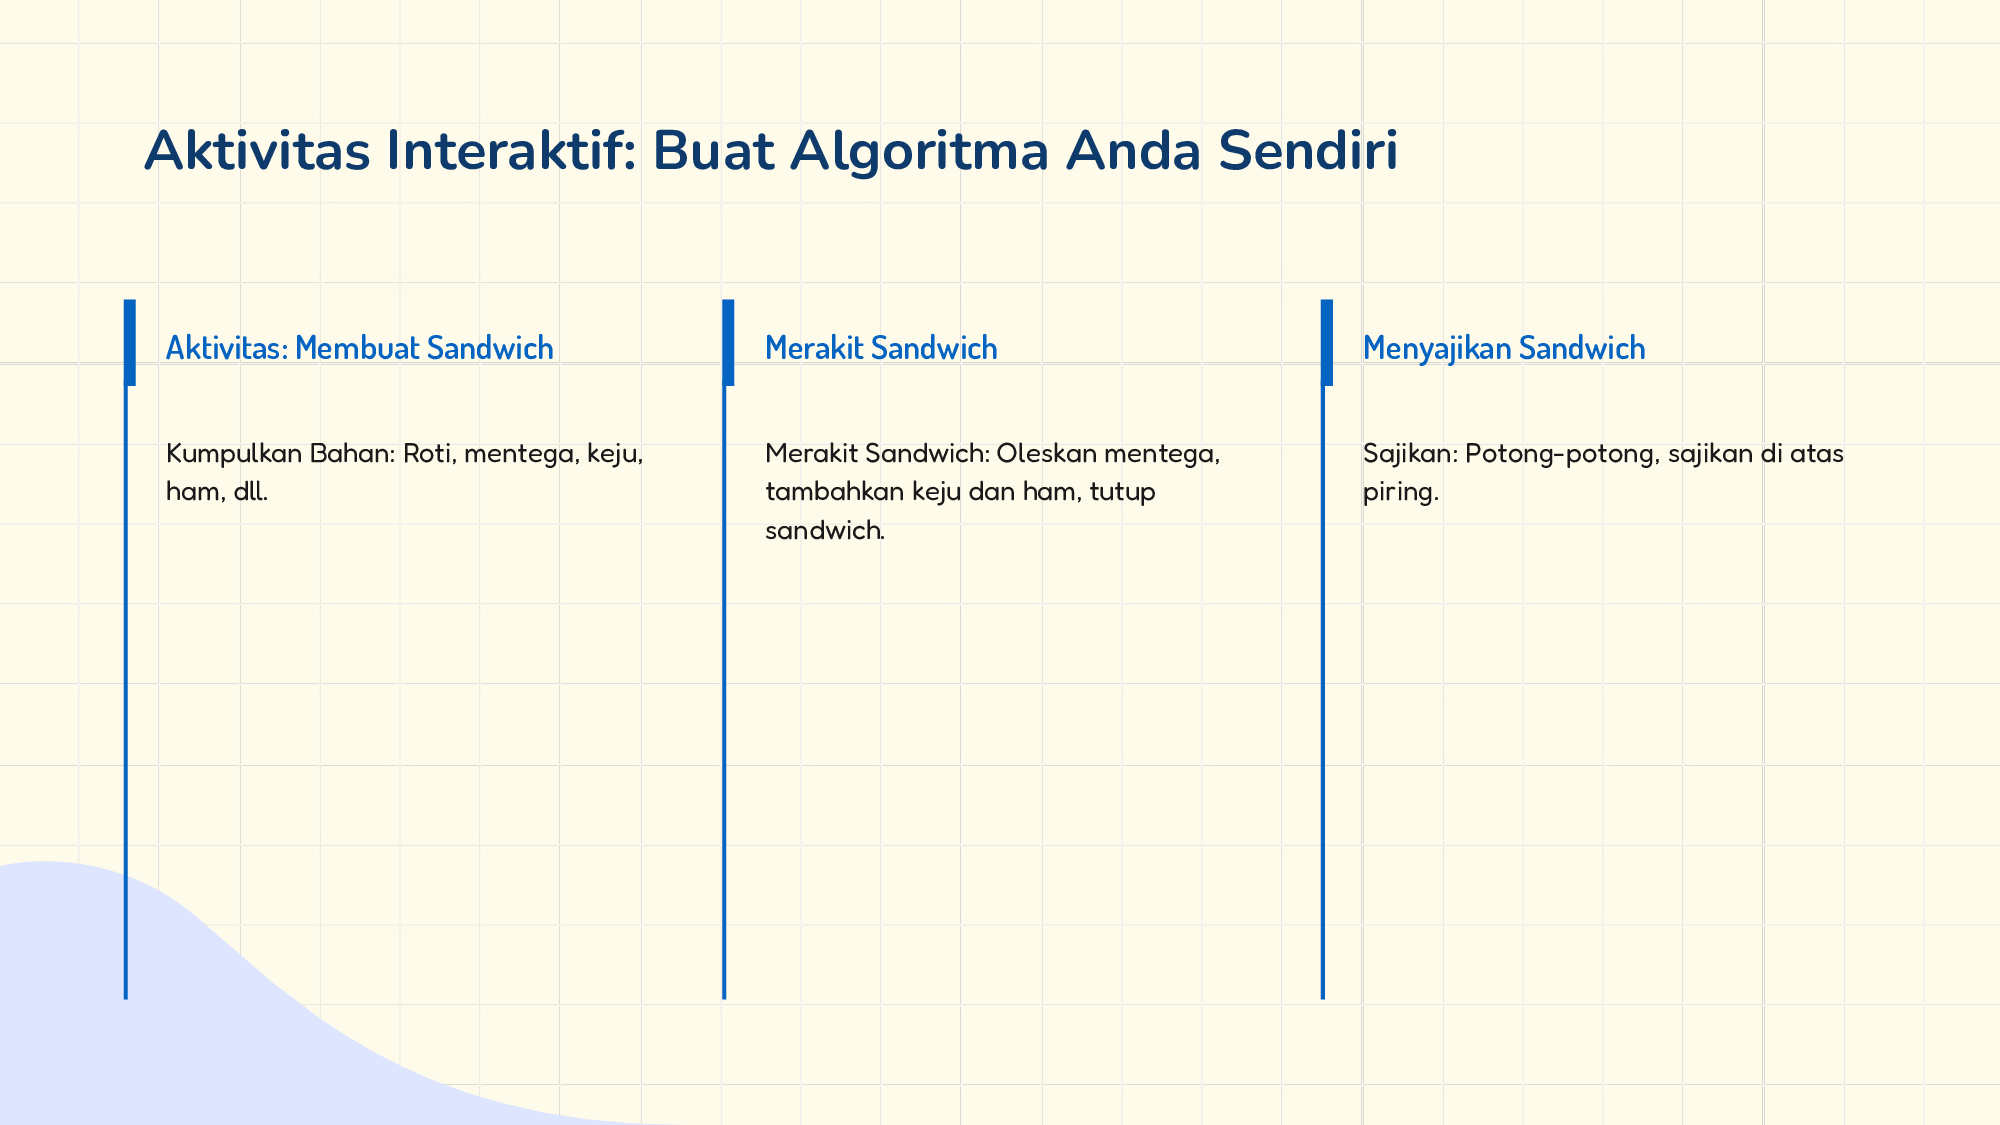 Aktivitas Interaktif: Buat Algoritma Anda Sendiri
Aktivitas: Membuat Sandwich
Kumpulkan Bahan: Roti, mentega, keju,
ham, dll.
Merakit Sandwich
Merakit Sandwich: Oleskan mentega,
tambahkan keju dan ham, tutup
sandwich.
Menyajikan Sandwich
Sajikan: Potong-potong, sajikan di atas
piring.